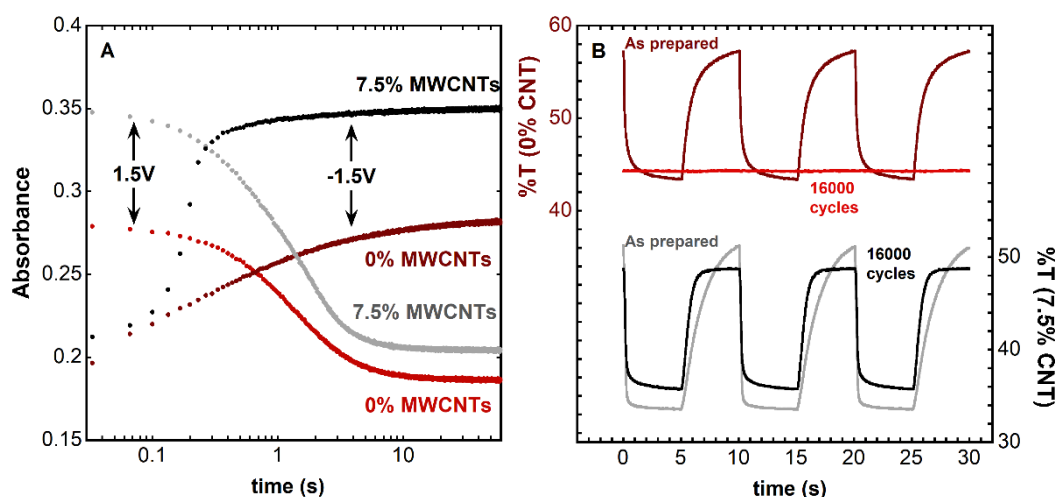 A
0.4
0.35
0.3
0.25
0.2
0.15
Absorbance
0.1
1
10
time (s)
7.5% MWCNTs
1.5V
-1.5V
0% MWCNTs
7.5% MWCNTs
0% MWCNTs
B
60
50
40
%T (0% CNT)
As prepared
16000
cycles
As prepared
16000
cycles
50
40
30
%T (7.5% CNT)
0
5
10
15
20
25
30
time (s)